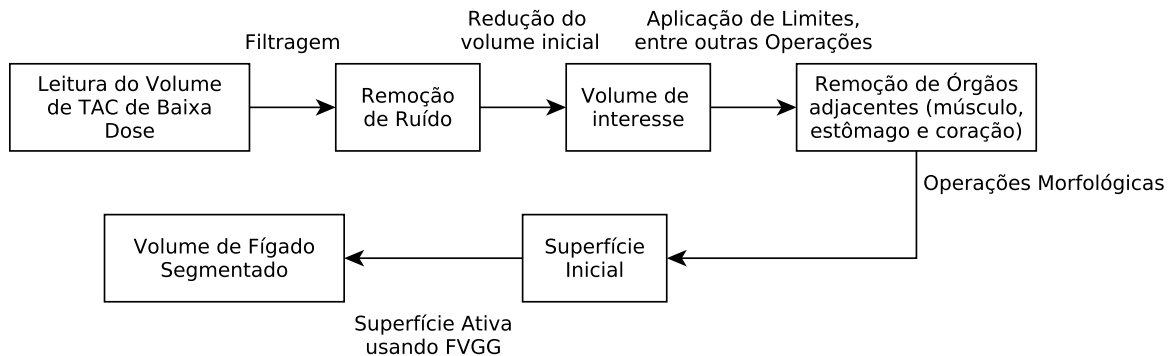 Filtragem
Redução do
volume inicial
Aplicação de Limites,
entre outras Operações
Leitura do Volume
de TAC de Baixa
Dose
Remoção
de Ruído
Volume de
interesse
Remoção de Órgãos
adjacentes (músculo,
estômago e coração)
Operações Morfológicas
Superfície
Inicial
Superfície Ativa
usando FVGG
Volume de Fígado
Segmentado